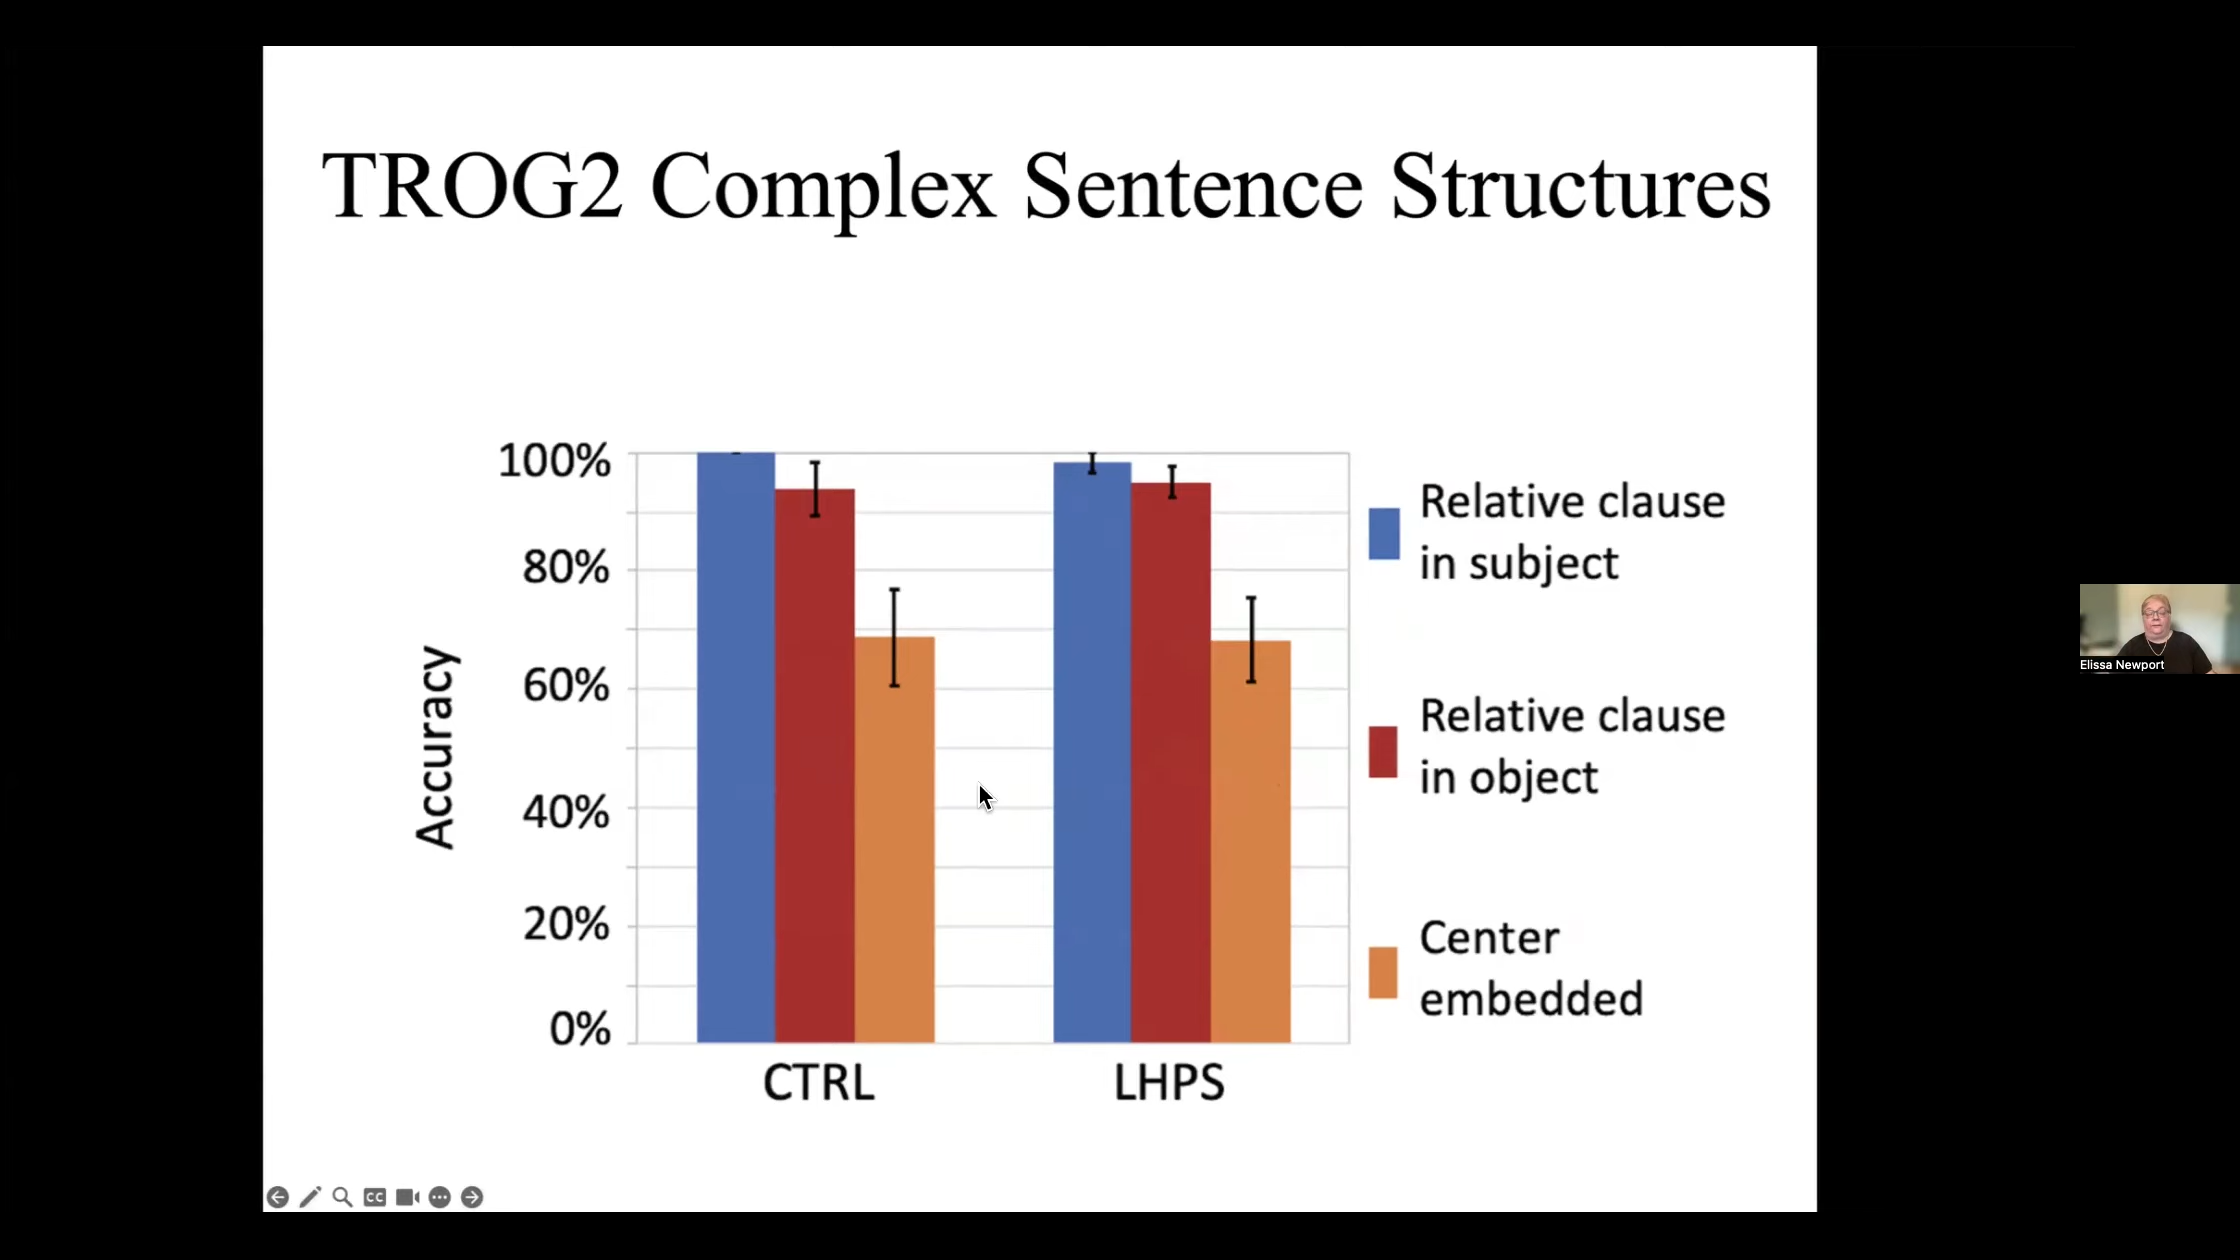 TROG2 Complex Sentence Structures
100%
80%
60%
40%
20%
0%
Accuracy
CTRL
LHPS
Relative clause
in subject
Relative clause
in object
Center
embedded
Elissa Newport
CC